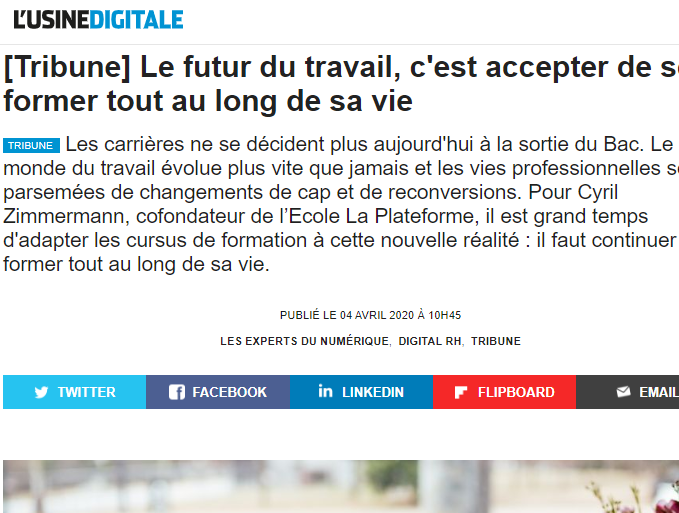 L'USINEDIGITALE
[Tribune] Le futur du travail, c'est accepter de s
former tout au long de sa vie
TRIBUNE Les carrières ne se décident plus aujourd'hui à la sortie du Bac. Le
monde du travail évolue plus vite que jamais et les vies professionnelles s
parsemées de changements de cap et de reconversions. Pour Cyril
Zimmermann, cofondateur de l’Ecole La Plateforme, il est grand temps
d'adapter les cursus de formation à cette nouvelle réalité : il faut continuer
former tout au long de sa vie.
PUBLIÉ LE 04 AVRIL 2020 À 10H45
LES EXPERTS DU NUMÉRIQUE, DIGITAL RH, TRIBUNE
TWITTER FACEBOOK LINKEDIN FLIPBOARD EMAIL